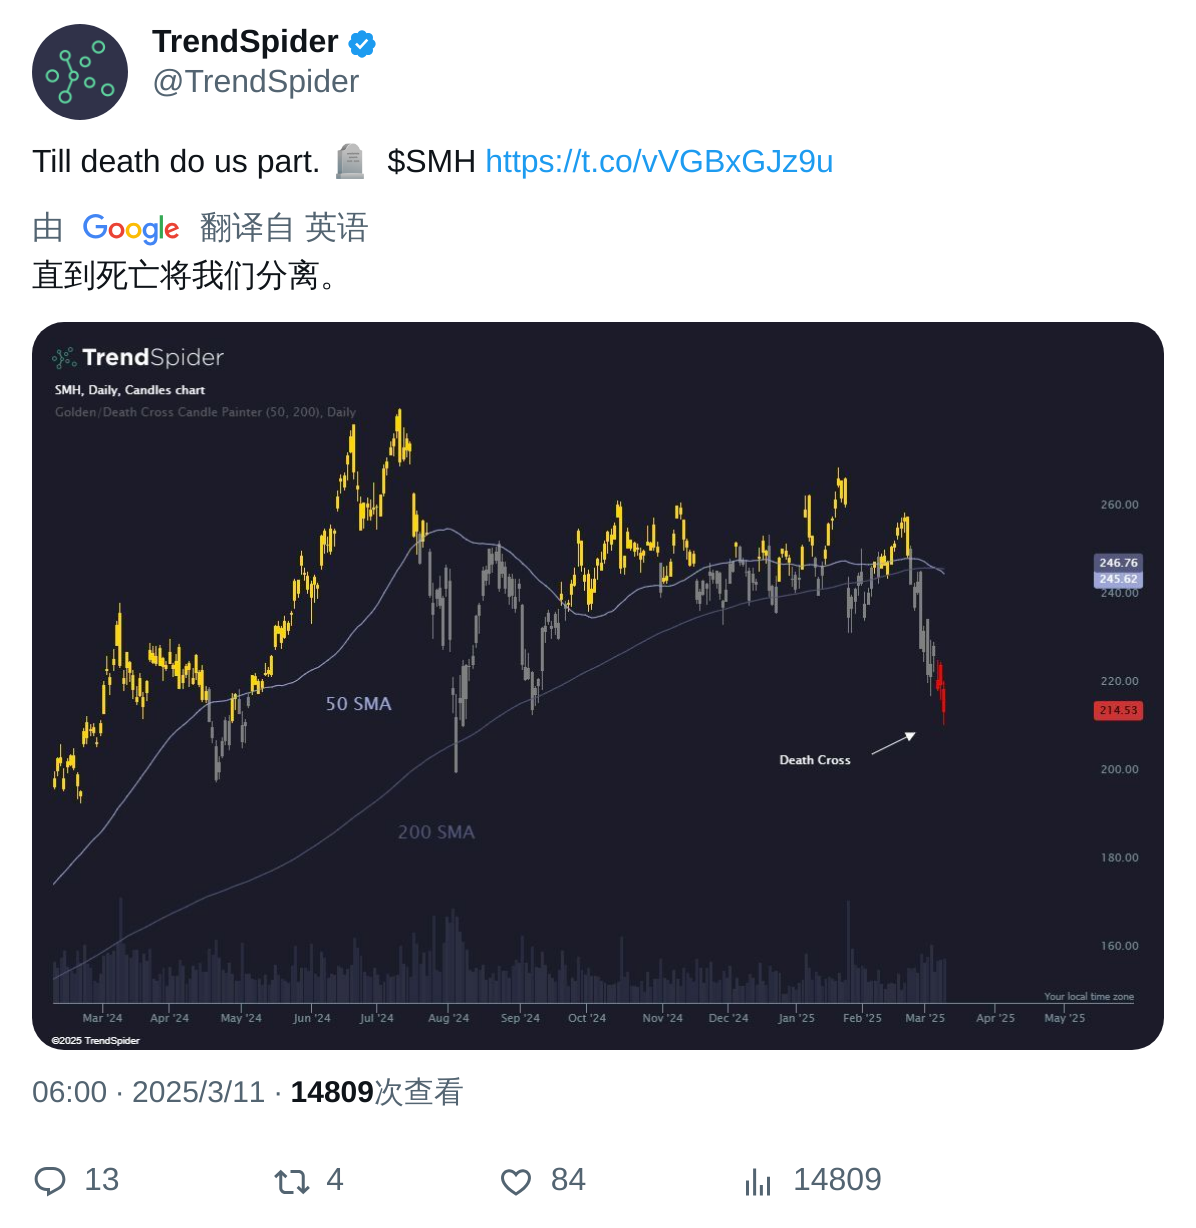 TrendSpider
@TrendSpider
Till death do us part. 🪦 $SMH https://t.co/vVGBxGJz9u
由 Google 翻译自 英语
直到死亡将我们分离。
TrendSpider
SMH, Daily, Candles chart
Golden/Death Cross Candle Painter (50, 200), Daily
260.00
246.76
245.62
240.00
220.00
214.53
200.00
180.00
160.00
50 SMA
200 SMA
Death Cross
Your local time zone
Mar '24 Apr '24 May '24 Jun '24 Jul '24 Aug '24 Sep '24 Oct '24 Nov '24 Dec '24 Jan '25 Feb '25 Mar '25 Apr '25 May '25
©2025 TrendSpider
06:00 · 2025/3/11 · 14809次查看
13 4 84 14809